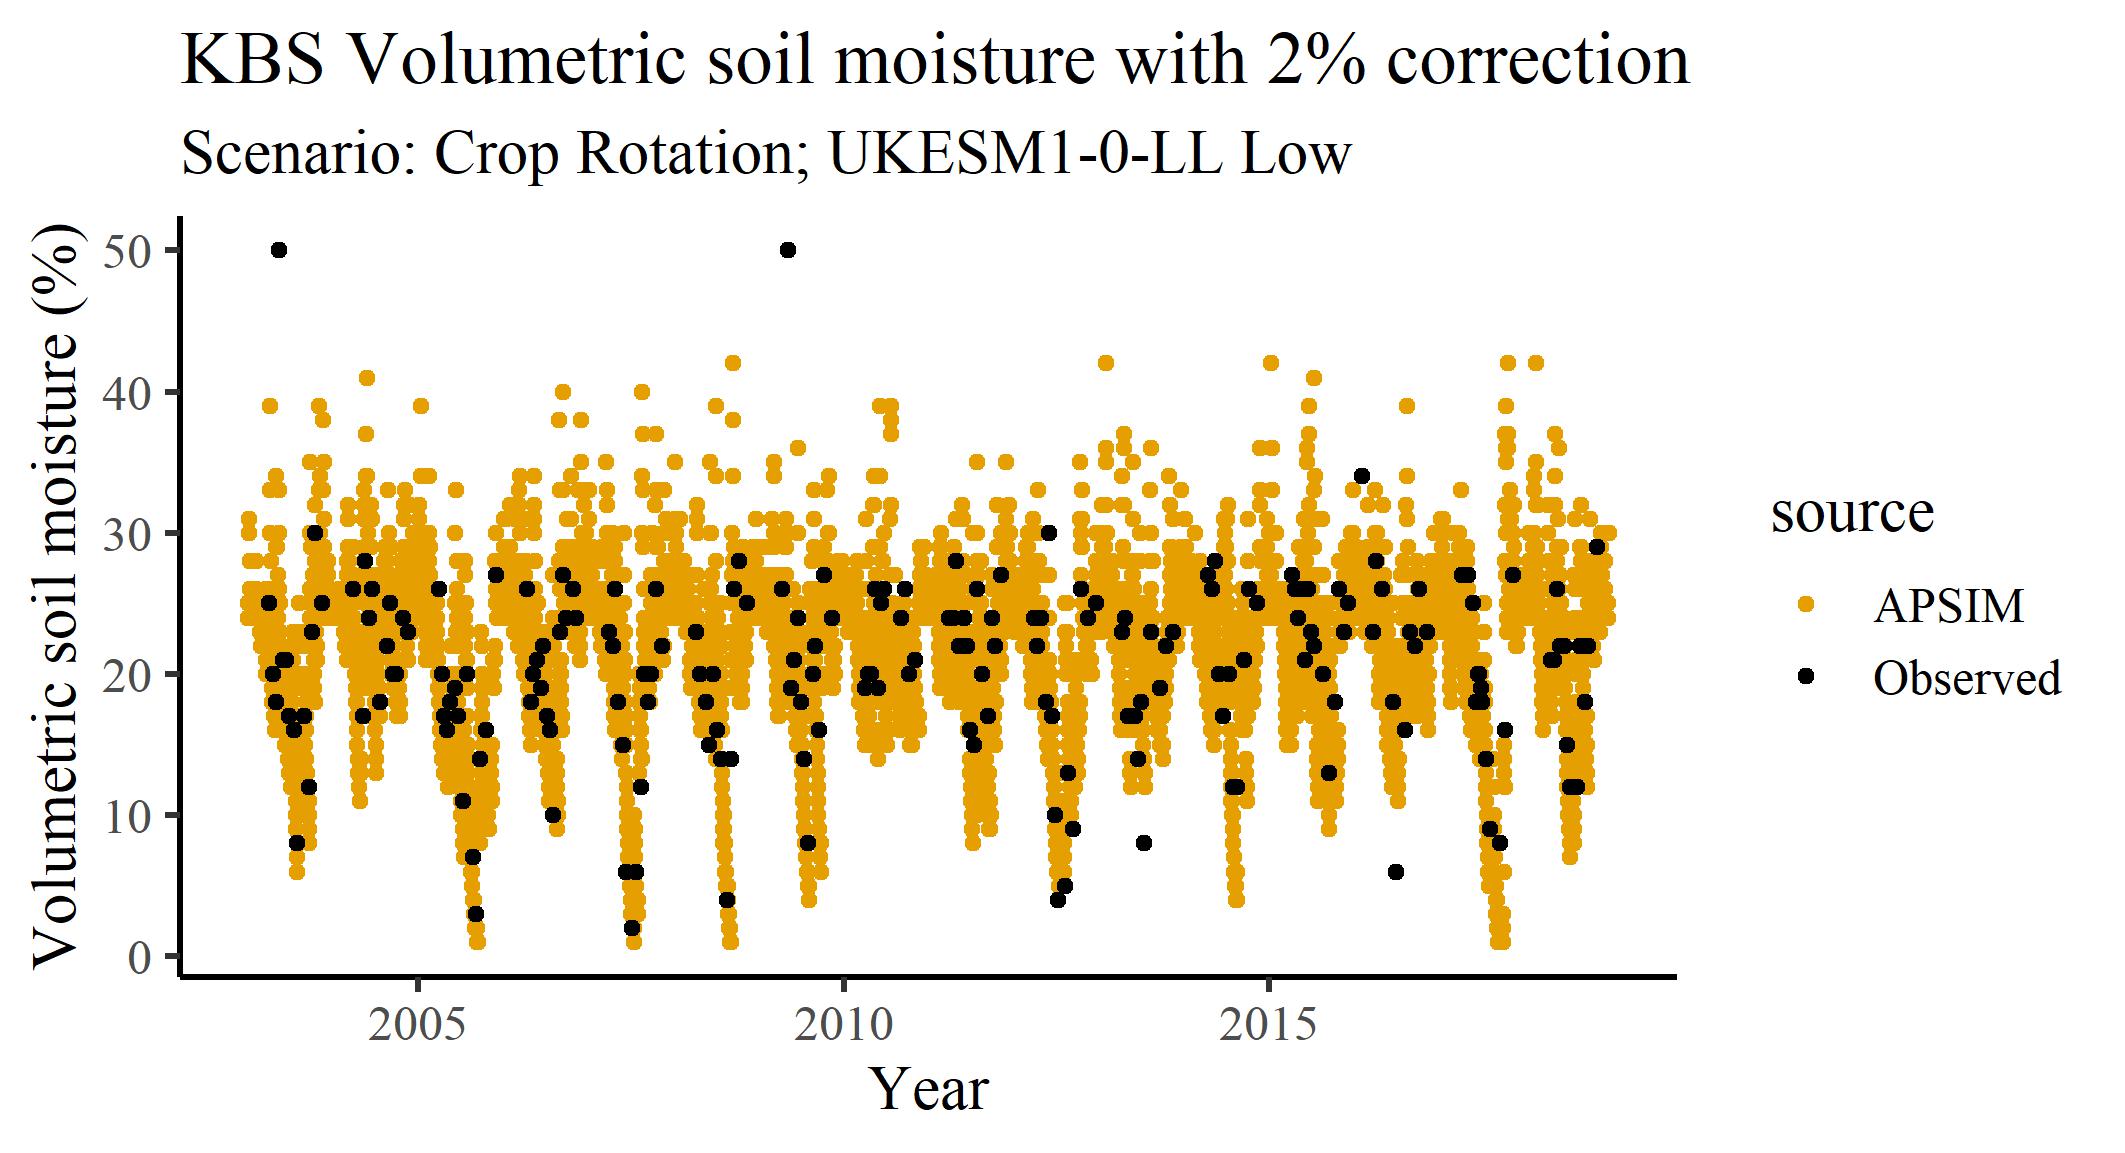 KBS Volumetric soil moisture with 2% correction
Scenario: Crop Rotation; UKESM1-0-LL Low
Volumetric soil moisture (%)
50
40
30
20
10
0
2005
2010
2015
Year
source
APSIM
Observed